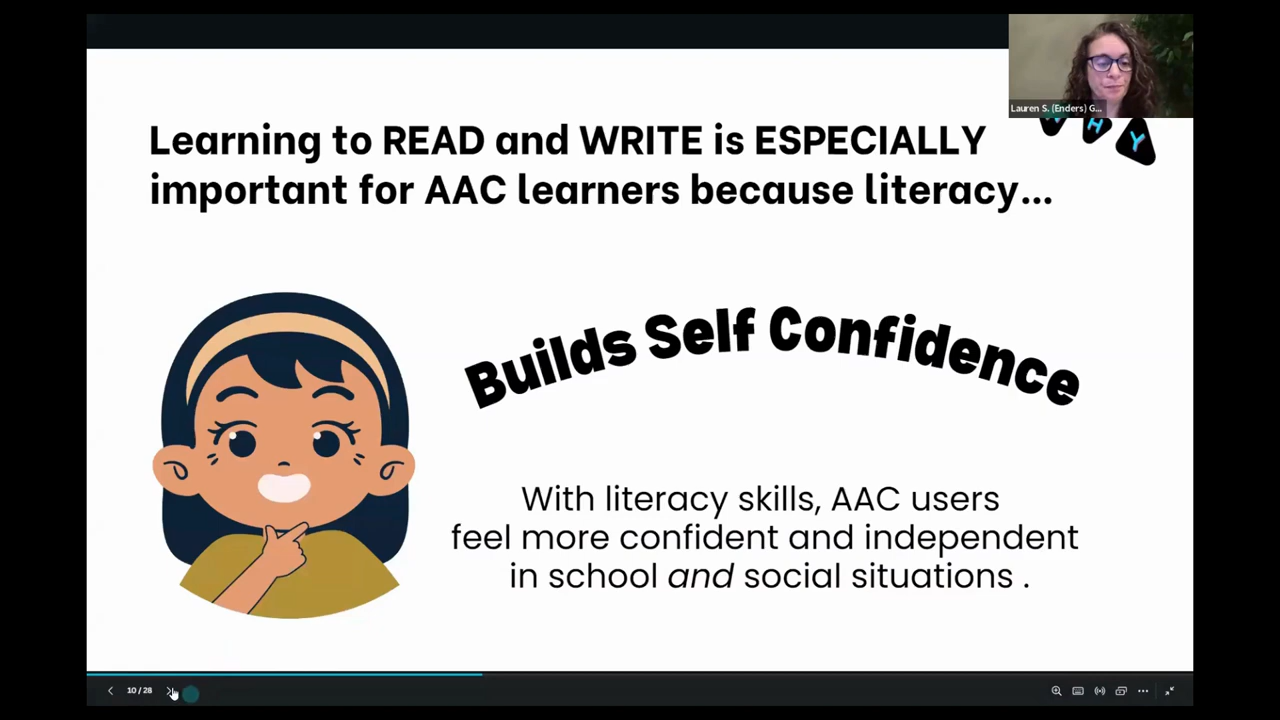 Lauren S. (Enders) G...
W H Y
Learning to READ and WRITE is ESPECIALLY
important for AAC learners because literacy...
Builds Self Confidence
With literacy skills, AAC users
feel more confident and independent
in school and social situations .
10 / 28